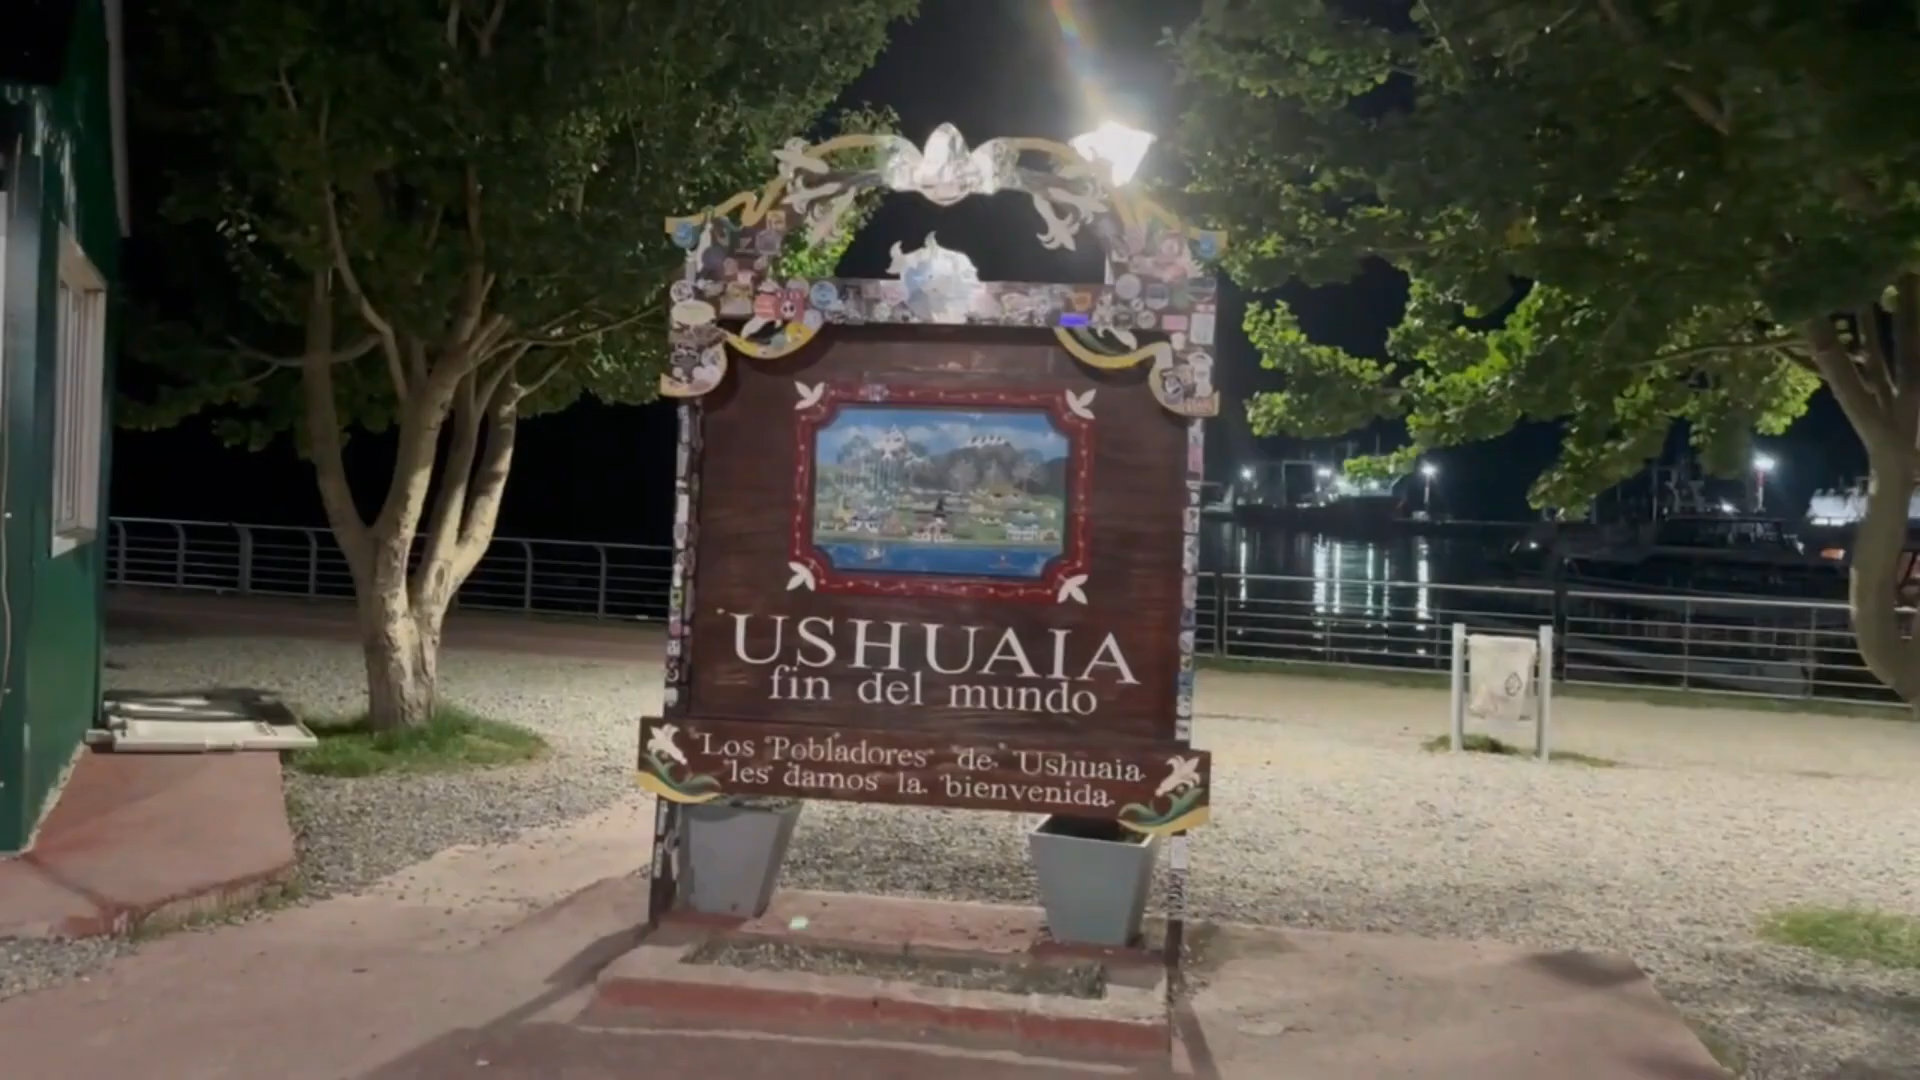 USHUAIA
fin del mundo
Los Pobladores de Ushuaia
les damos la bienvenida